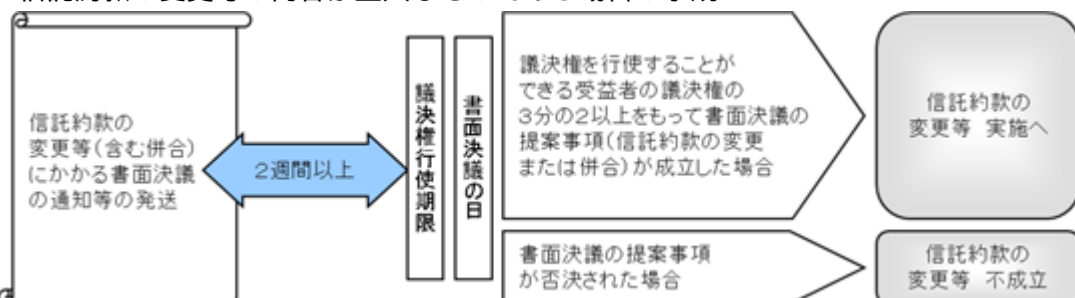 信託約款の
変更等(含む併合)
にかかる書面決議
の通知等の発送
2週間以上
議決権行使期限
書面決議の日
議決権を行使することが
できる受益者の議決権の
3分の2以上をもって書面決議の
提案事項(信託約款の変更
または併合)が成立した場合
信託約款の
変更等 実施へ
書面決議の提案事項
が否決された場合
信託約款の
変更等 不成立